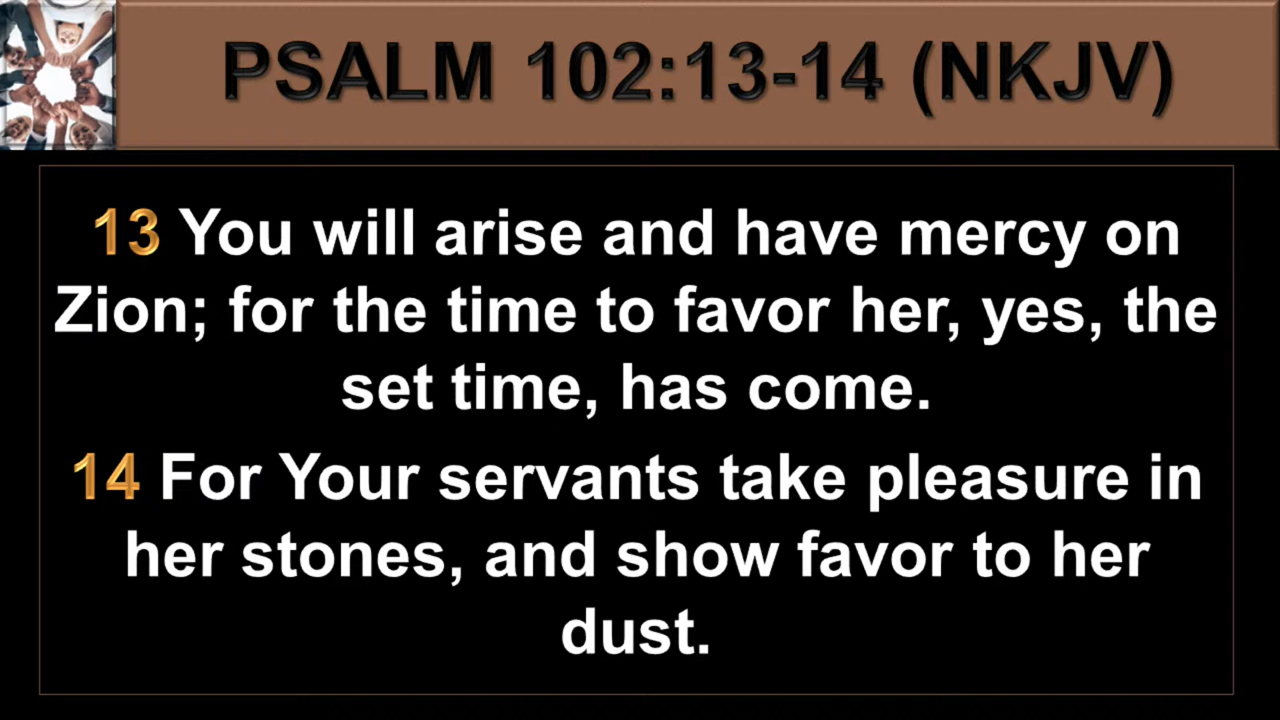 PSALM 102:13-14 (NKJV)
13 You will arise and have mercy on
Zion; for the time to favor her, yes, the
set time, has come.
14 For Your servants take pleasure in
her stones, and show favor to her
dust.